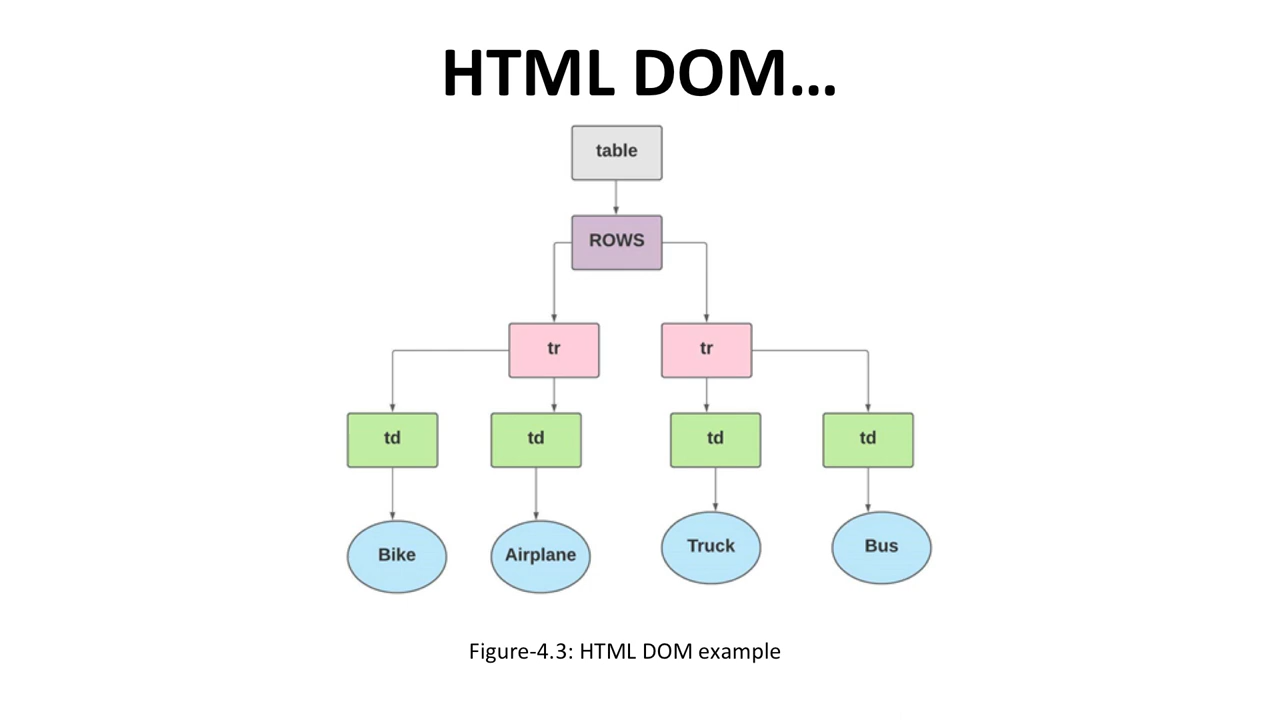 HTML DOM...
table
ROWS
tr tr
td td td td
Bike Airplane Truck Bus
Figure-4.3: HTML DOM example